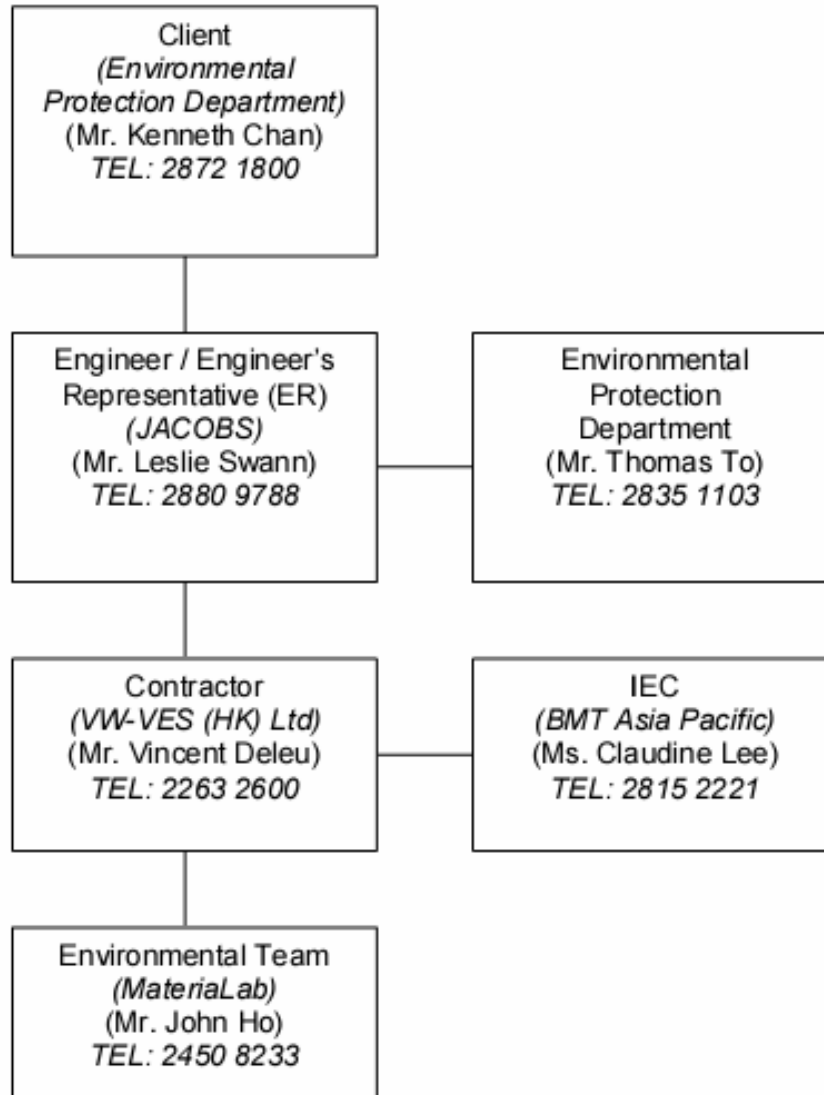 Client
(Environmental
Protection Department)
(Mr. Kenneth Chan)
TEL: 2872 1800
Engineer / Engineer's
Representative (ER)
(JACOBS)
(Mr. Leslie Swann)
TEL: 2880 9788
Environmental
Protection
Department
(Mr. Thomas To)
TEL: 2835 1103
Contractor
(VW-VES (HK) Ltd)
(Mr. Vincent Deleu)
TEL: 2263 2600
IEC
(BMT Asia Pacific)
(Ms. Claudine Lee)
TEL: 2815 2221
Environmental Team
(MateriaLab)
(Mr. John Ho)
TEL: 2450 8233